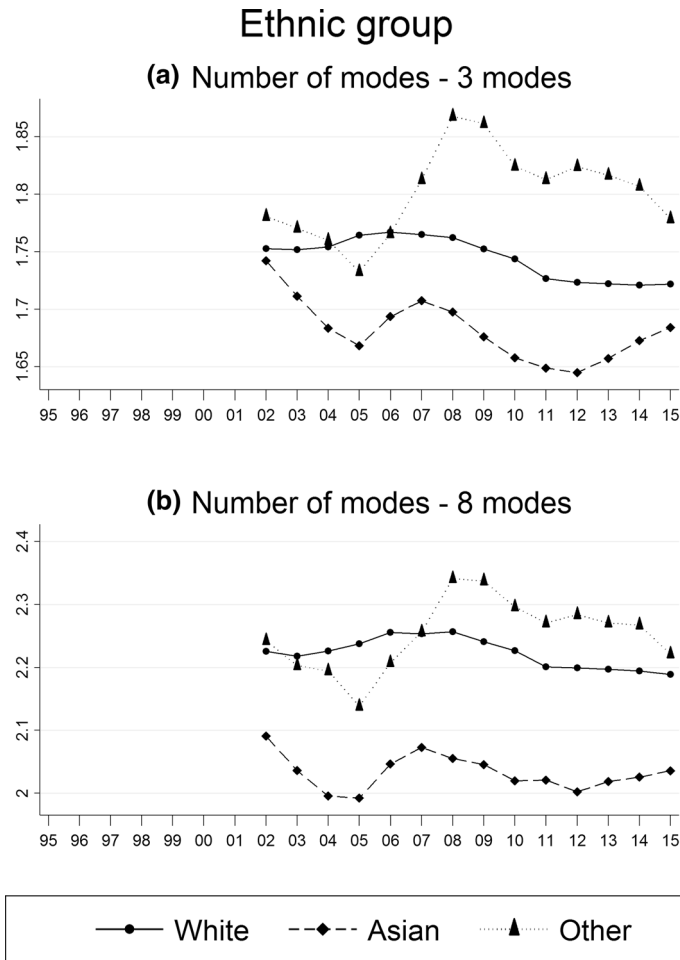 Ethnic group
(a) Number of modes - 3 modes
1.85
1.8
1.75
1.7
1.65
95 96 97 98 99 00 01 02 03 04 05 06 07 08 09 10 11 12 13 14 15
(b) Number of modes - 8 modes
2.4
2.3
2.2
2.1
2
95 96 97 98 99 00 01 02 03 04 05 06 07 08 09 10 11 12 13 14 15
White Asian Other